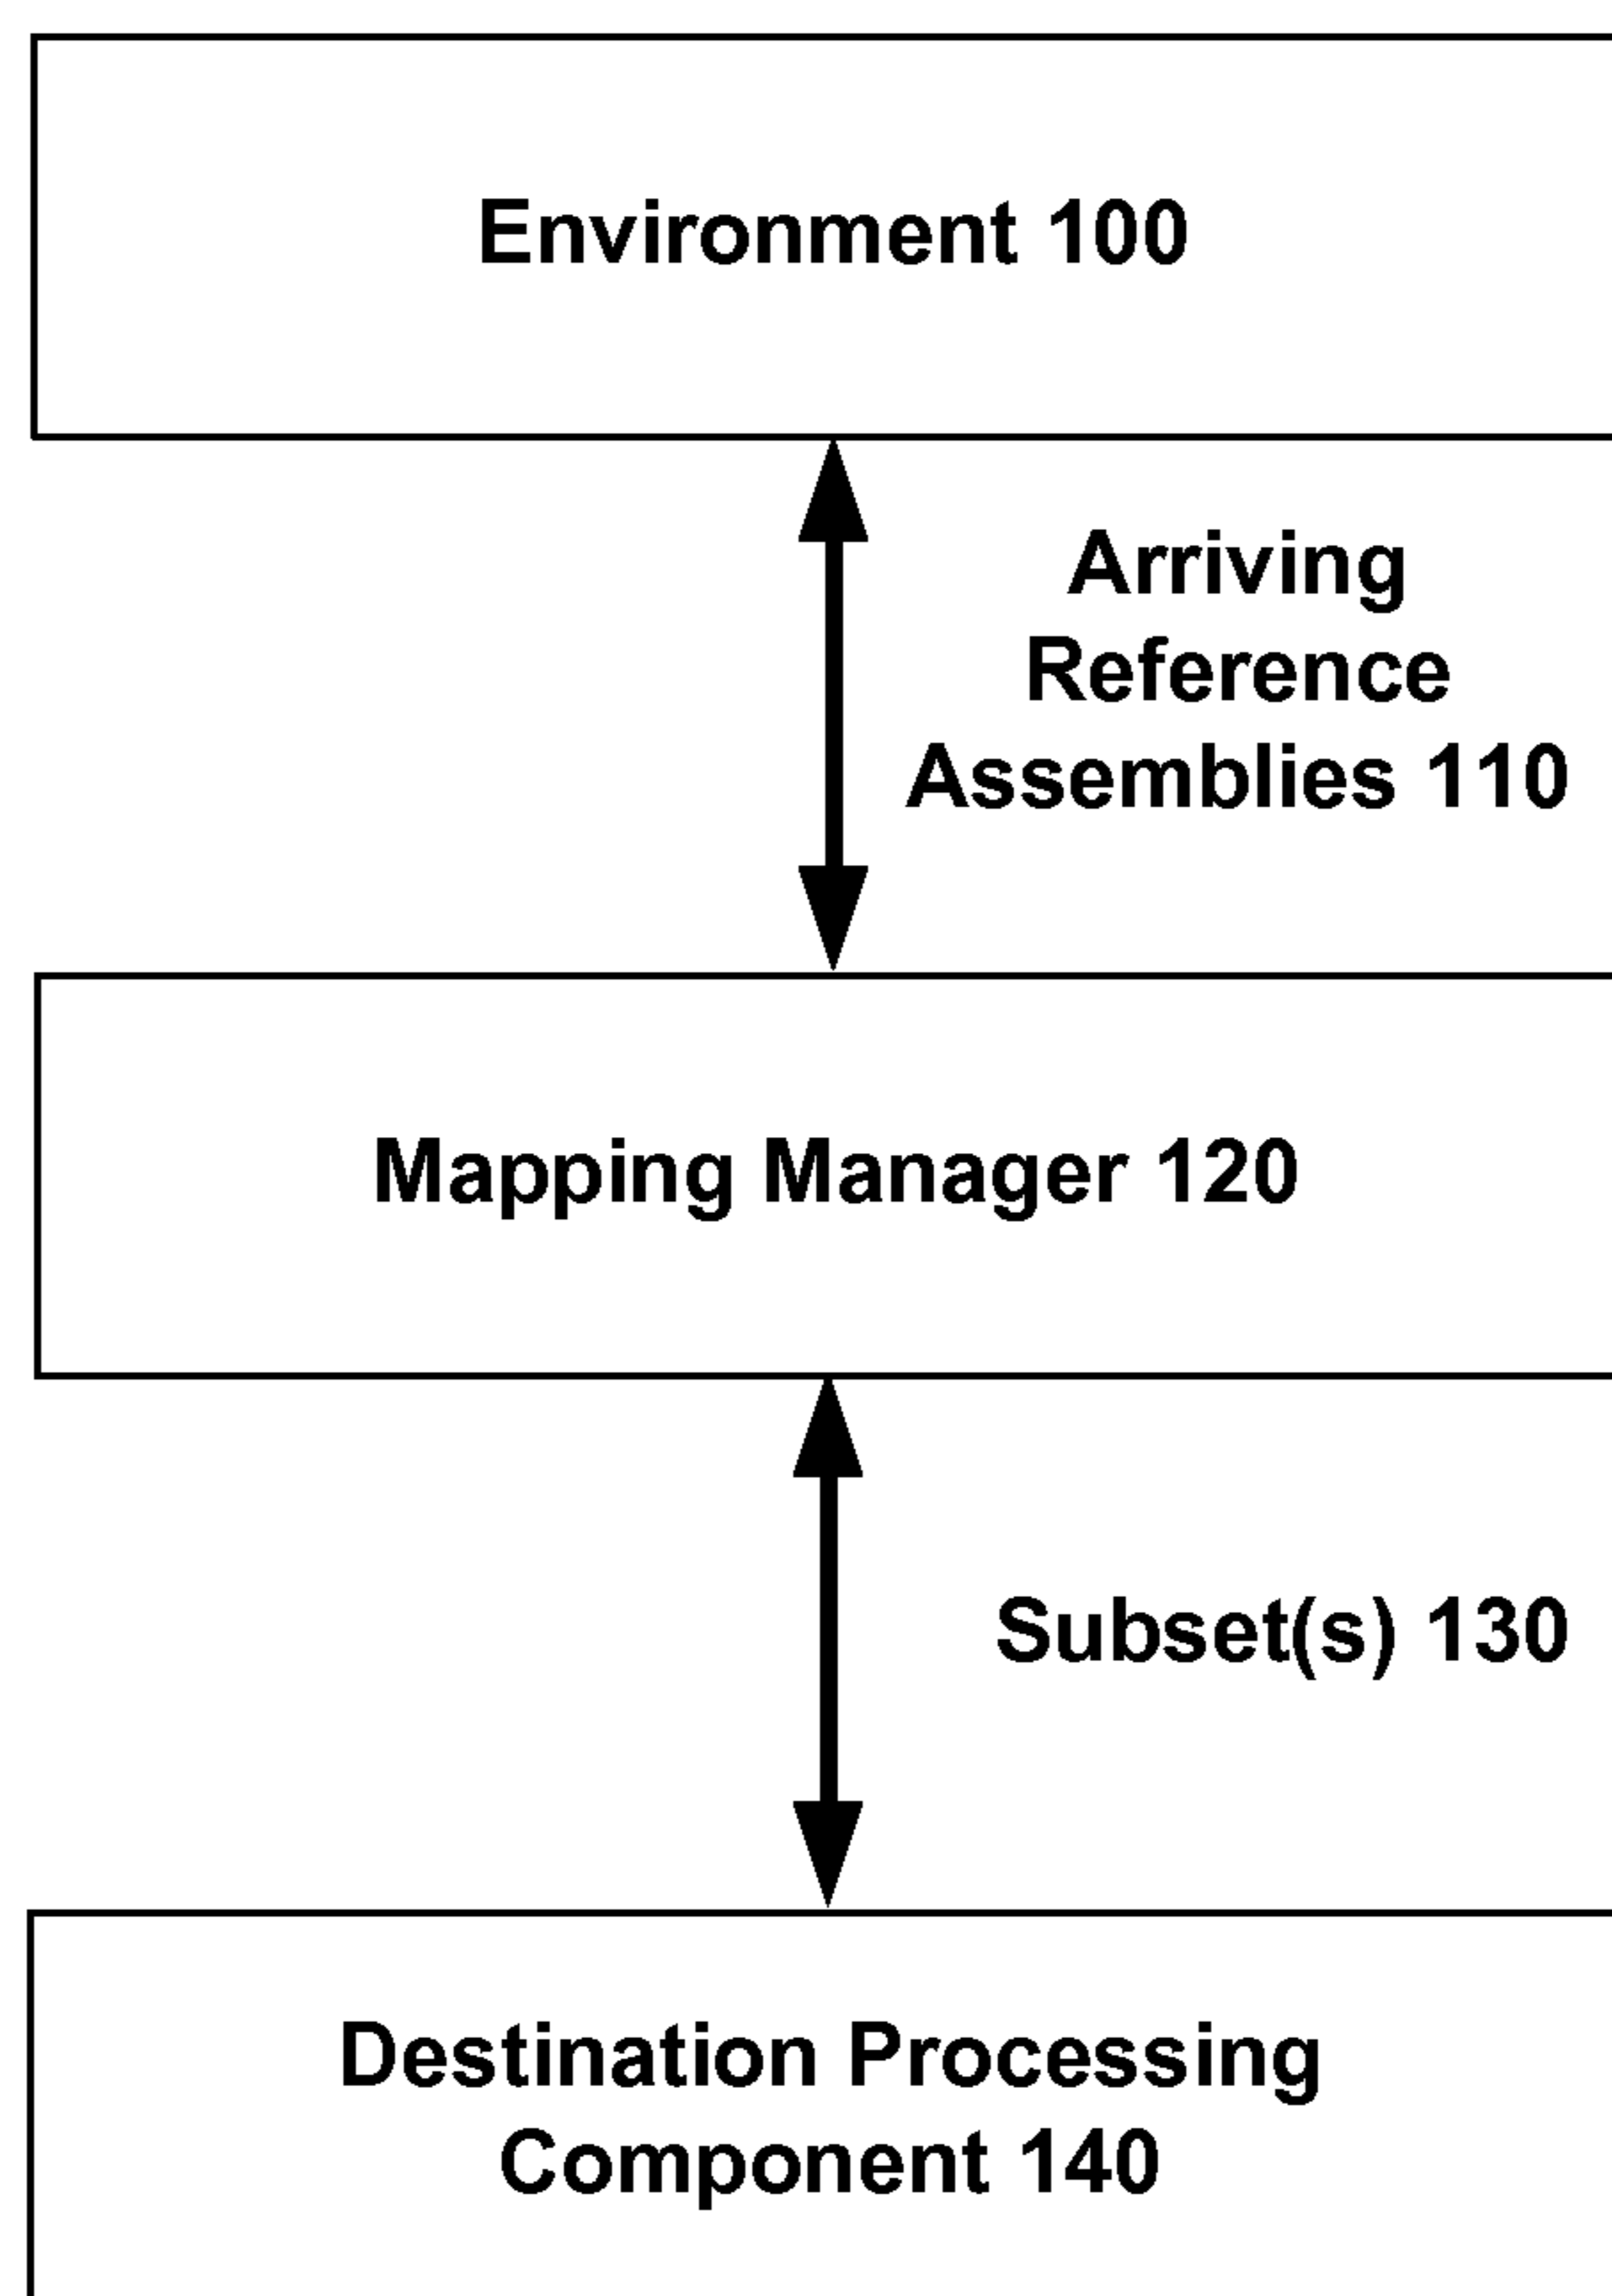 Environment 100
Arriving
Reference
Assemblies 110
Mapping Manager 120
Subset(s) 130
Destination Processing
Component 140